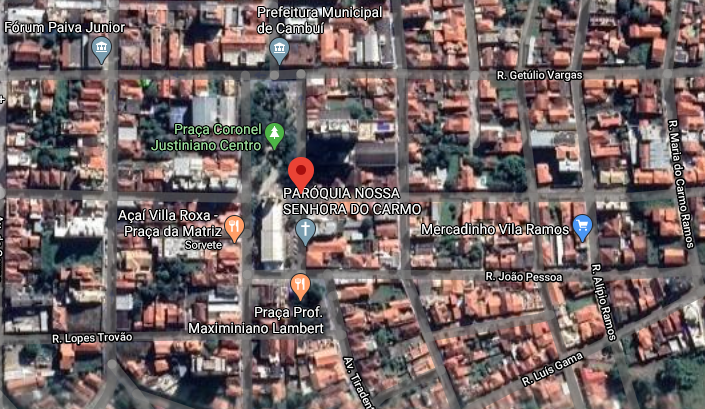 Prefeitura Municipal
de Cambuí
Fórum Paiva Junior
R. Getúlio Vargas
Praça Coronel
Justiniano Centro
R. Maria do Carmo Ramos
PARÓQUIA NOSSA
SENHORA DO CARMO
Açaí Villa Roxa -
Praça da Matriz
Sorvete
Mercadinho Vila Ramos
R. João Pessoa
R. Alípio Ramos
Praça Prof.
Maximiniano Lambert
R. Lopes Trovão
Av. Tiradent
R. Luís Gama